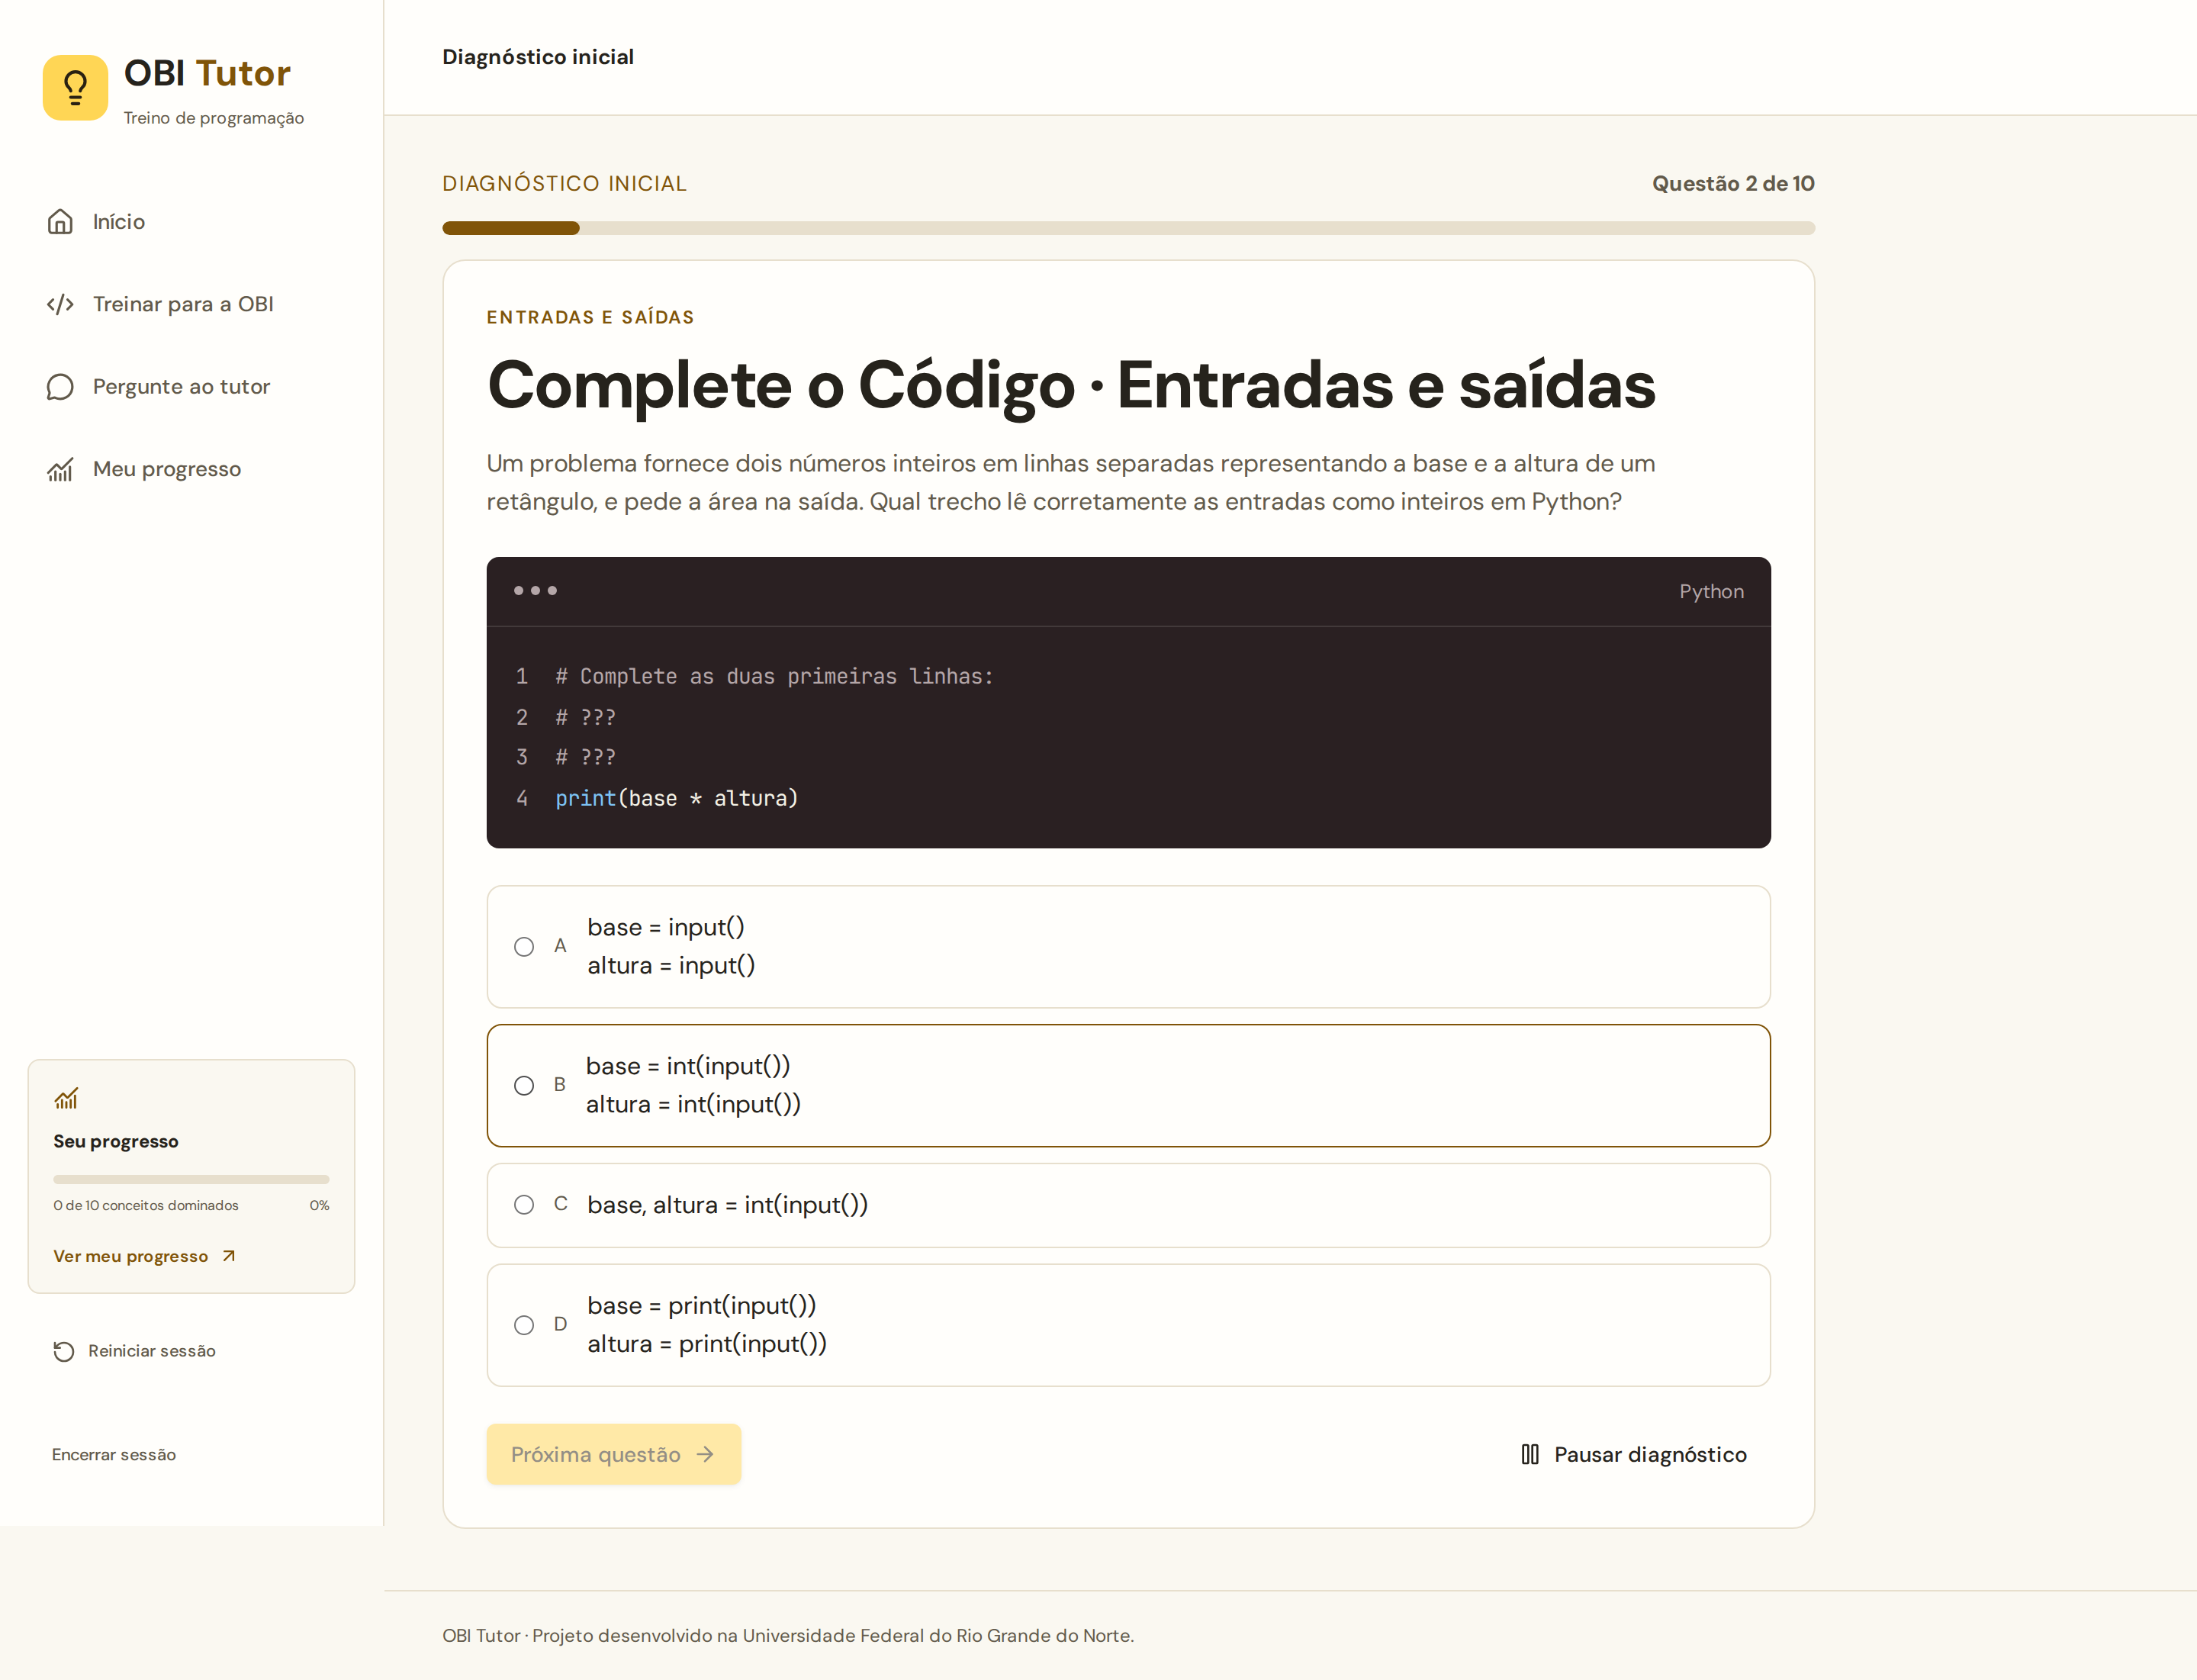 OBI Tutor
Treino de programação
Início
Treinar para a OBI
Pergunte ao tutor
Meu progresso
Seu progresso
0 de 10 conceitos dominados 0%
Ver meu progresso
Reiniciar sessão
Encerrar sessão
Diagnóstico inicial
DIAGNÓSTICO INICIAL Questão 2 de 10
ENTRADAS E SAÍDAS
Complete o Código · Entradas e saídas
Um problema fornece dois números inteiros em linhas separadas representando a base e a altura de um
retângulo, e pede a área na saída. Qual trecho lê corretamente as entradas como inteiros em Python?
Python
1 # Complete as duas primeiras linhas:
2 # ???
3 # ???
4 print(base * altura)
A base = input()
altura = input()
B base = int(input())
altura = int(input())
C base, altura = int(input())
D base = print(input())
altura = print(input())
Próxima questão
Pausar diagnóstico
OBI Tutor · Projeto desenvolvido na Universidade Federal do Rio Grande do Norte.